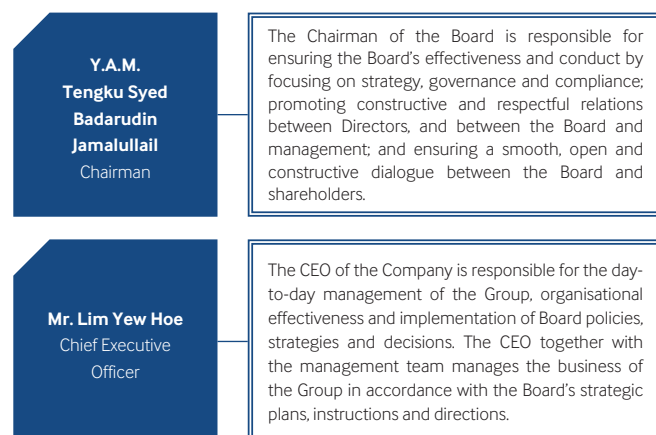 Y.A.M.
Tengku Syed
Badarudin
Jamalullail
Chairman
The Chairman of the Board is responsible for
ensuring the Board's effectiveness and conduct by
focusing on strategy, governance and compliance;
promoting constructive and respectful relations
between Directors, and between the Board and
management; and ensuring a smooth, open and
constructive dialogue between the Board and
shareholders.
Mr. Lim Yew Hoe
Chief Executive
Officer
The CEO of the Company is responsible for the day-
to-day management of the Group, organisational
effectiveness and implementation of Board policies,
strategies and decisions. The CEO together with
the management team manages the business of
the Group in accordance with the Board's strategic
plans, instructions and directions.